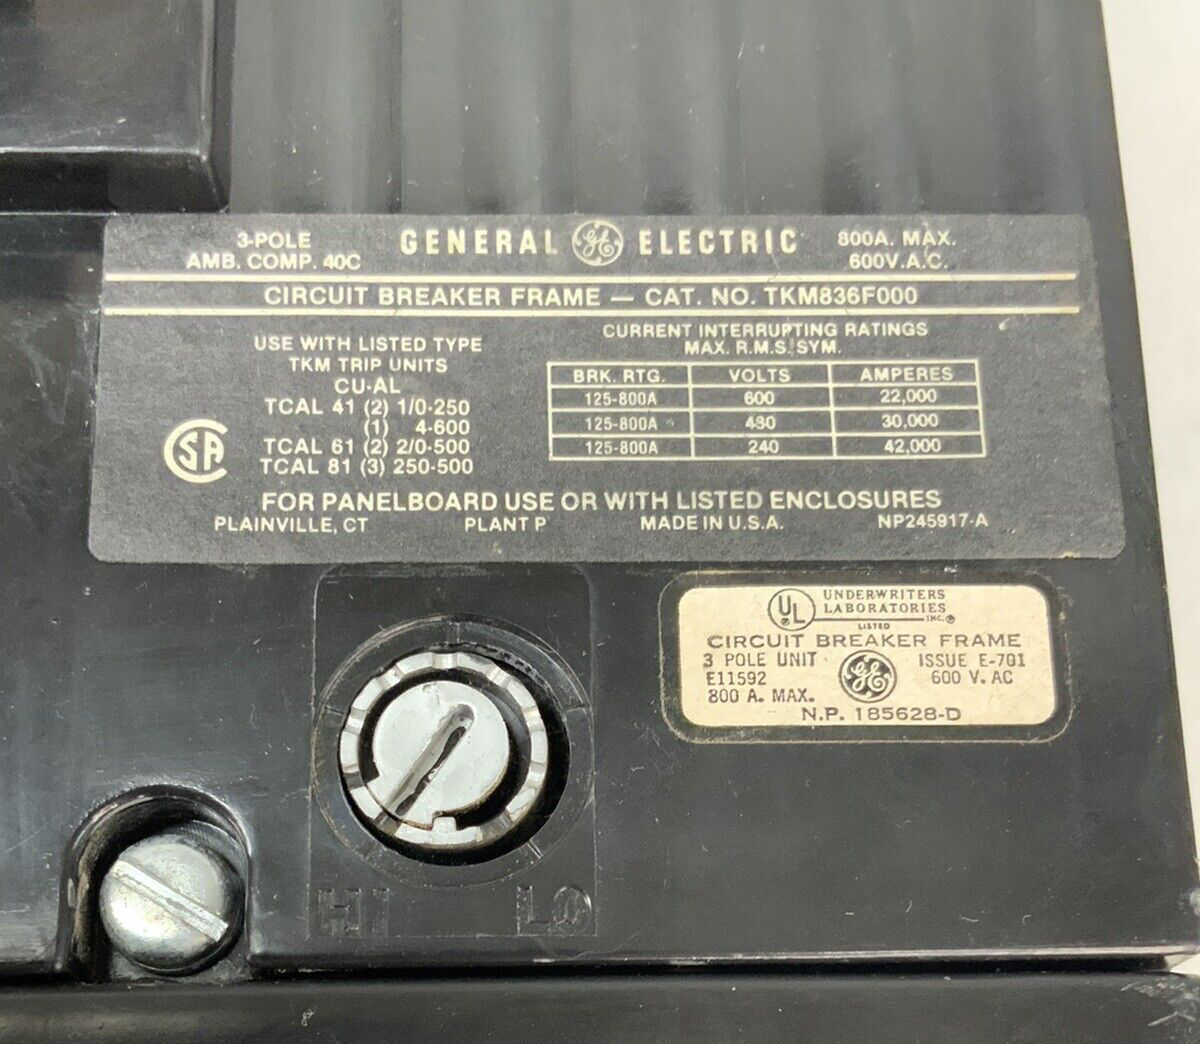 3-POLE
AMB. COMP. 40C
GENERAL GE ELECTRIC
800A. MAX.
600V.A.C.
CIRCUIT BREAKER FRAME — CAT. NO. TKM836F000
USE WITH LISTED TYPE
TKM TRIP UNITS
CU-AL
TCAL 41 (2) 1/0-250
(1) 4-600
TCAL 61 (2) 2/0-500
TCAL 81 (3) 250-500
CSA
CURRENT INTERRUPTING RATINGS
MAX. R.M.S. SYM.
BRK. RTG. VOLTS AMPERES
125-800A 600 22,000
125-800A 480 30,000
125-800A 240 42,000
FOR PANELBOARD USE OR WITH LISTED ENCLOSURES
PLAINVILLE, CT PLANT P MADE IN U.S.A. NP245917-A
UL UNDERWRITERS
LABORATORIES
INC.®
LISTED
CIRCUIT BREAKER FRAME
3 POLE UNIT GE ISSUE E-701
E11592 600 V. AC
800 A. MAX.
N.P. 185628-D
HI LO